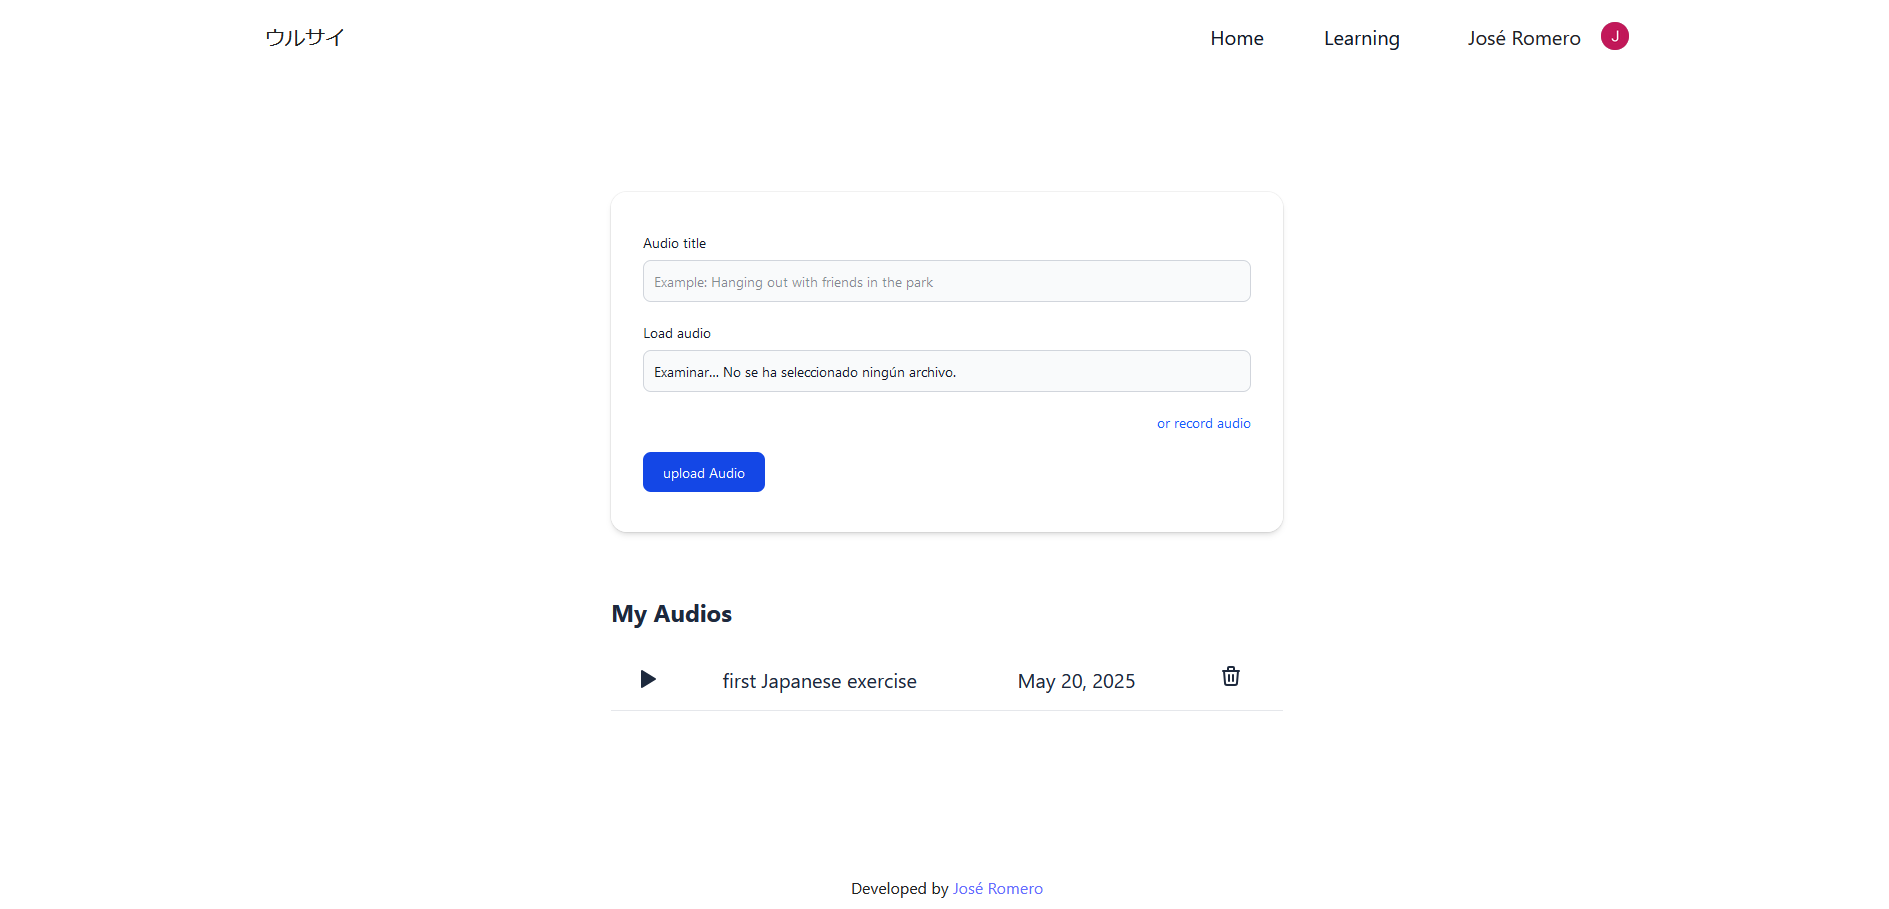 ウルサイ
Home Learning José Romero J
Audio title
Example: Hanging out with friends in the park
Load audio
Examinar... No se ha seleccionado ningún archivo.
or record audio
upload Audio
My Audios
first Japanese exercise May 20, 2025
Developed by José Romero